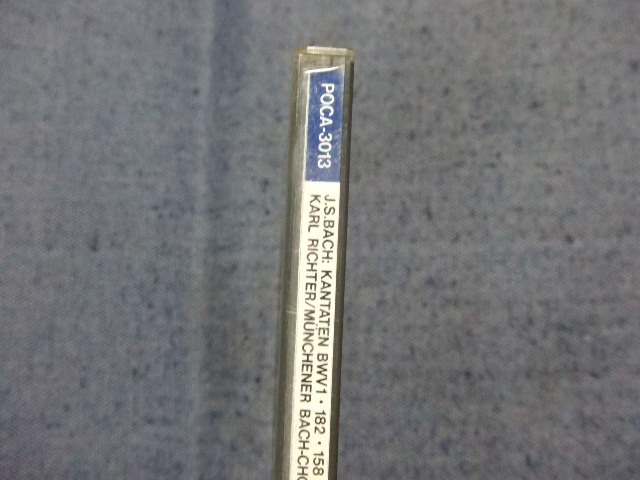 POCA-3013
J.S.BACH: KANTATEN BWV1・182・158
KARL RICHTER/MÜNCHENER BACH-CHO